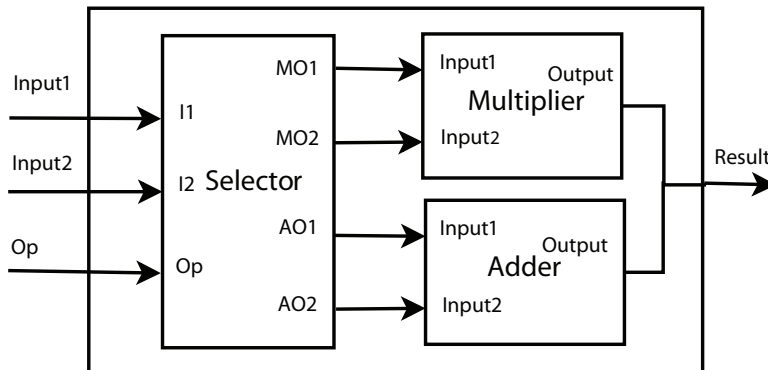 Input1
Input2
Op
I1
I2
Op
Selector
MO1
MO2
AO1
AO2
Input1
Output
Multiplier
Input2
Input1
Output
Adder
Input2
Result